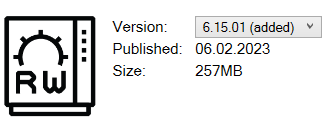 RW
Version: 6.15.01 (added)
Published: 06.02.2023
Size: 257MB